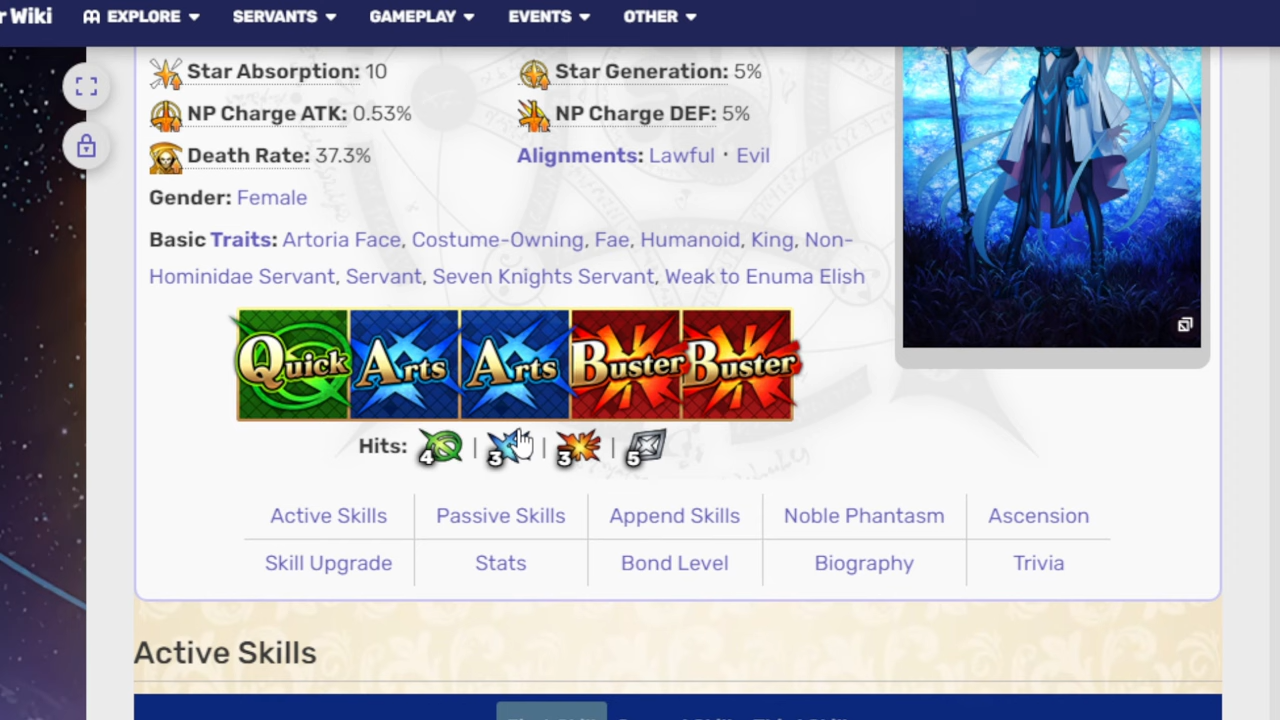 r Wiki EXPLORE SERVANTS GAMEPLAY EVENTS OTHER
Star Absorption: 10 Star Generation: 5%
NP Charge ATK: 0.53% NP Charge DEF: 5%
Death Rate: 37.3% Alignments: Lawful · Evil
Gender: Female
Basic Traits: Artoria Face, Costume-Owning, Fae, Humanoid, King, Non-
Hominidae Servant, Servant, Seven Knights Servant, Weak to Enuma Elish
Quick Arts Arts Buster Buster
Hits: 4 | 3 | 3 | 5
Active Skills Passive Skills Append Skills Noble Phantasm Ascension
Skill Upgrade Stats Bond Level Biography Trivia
Active Skills